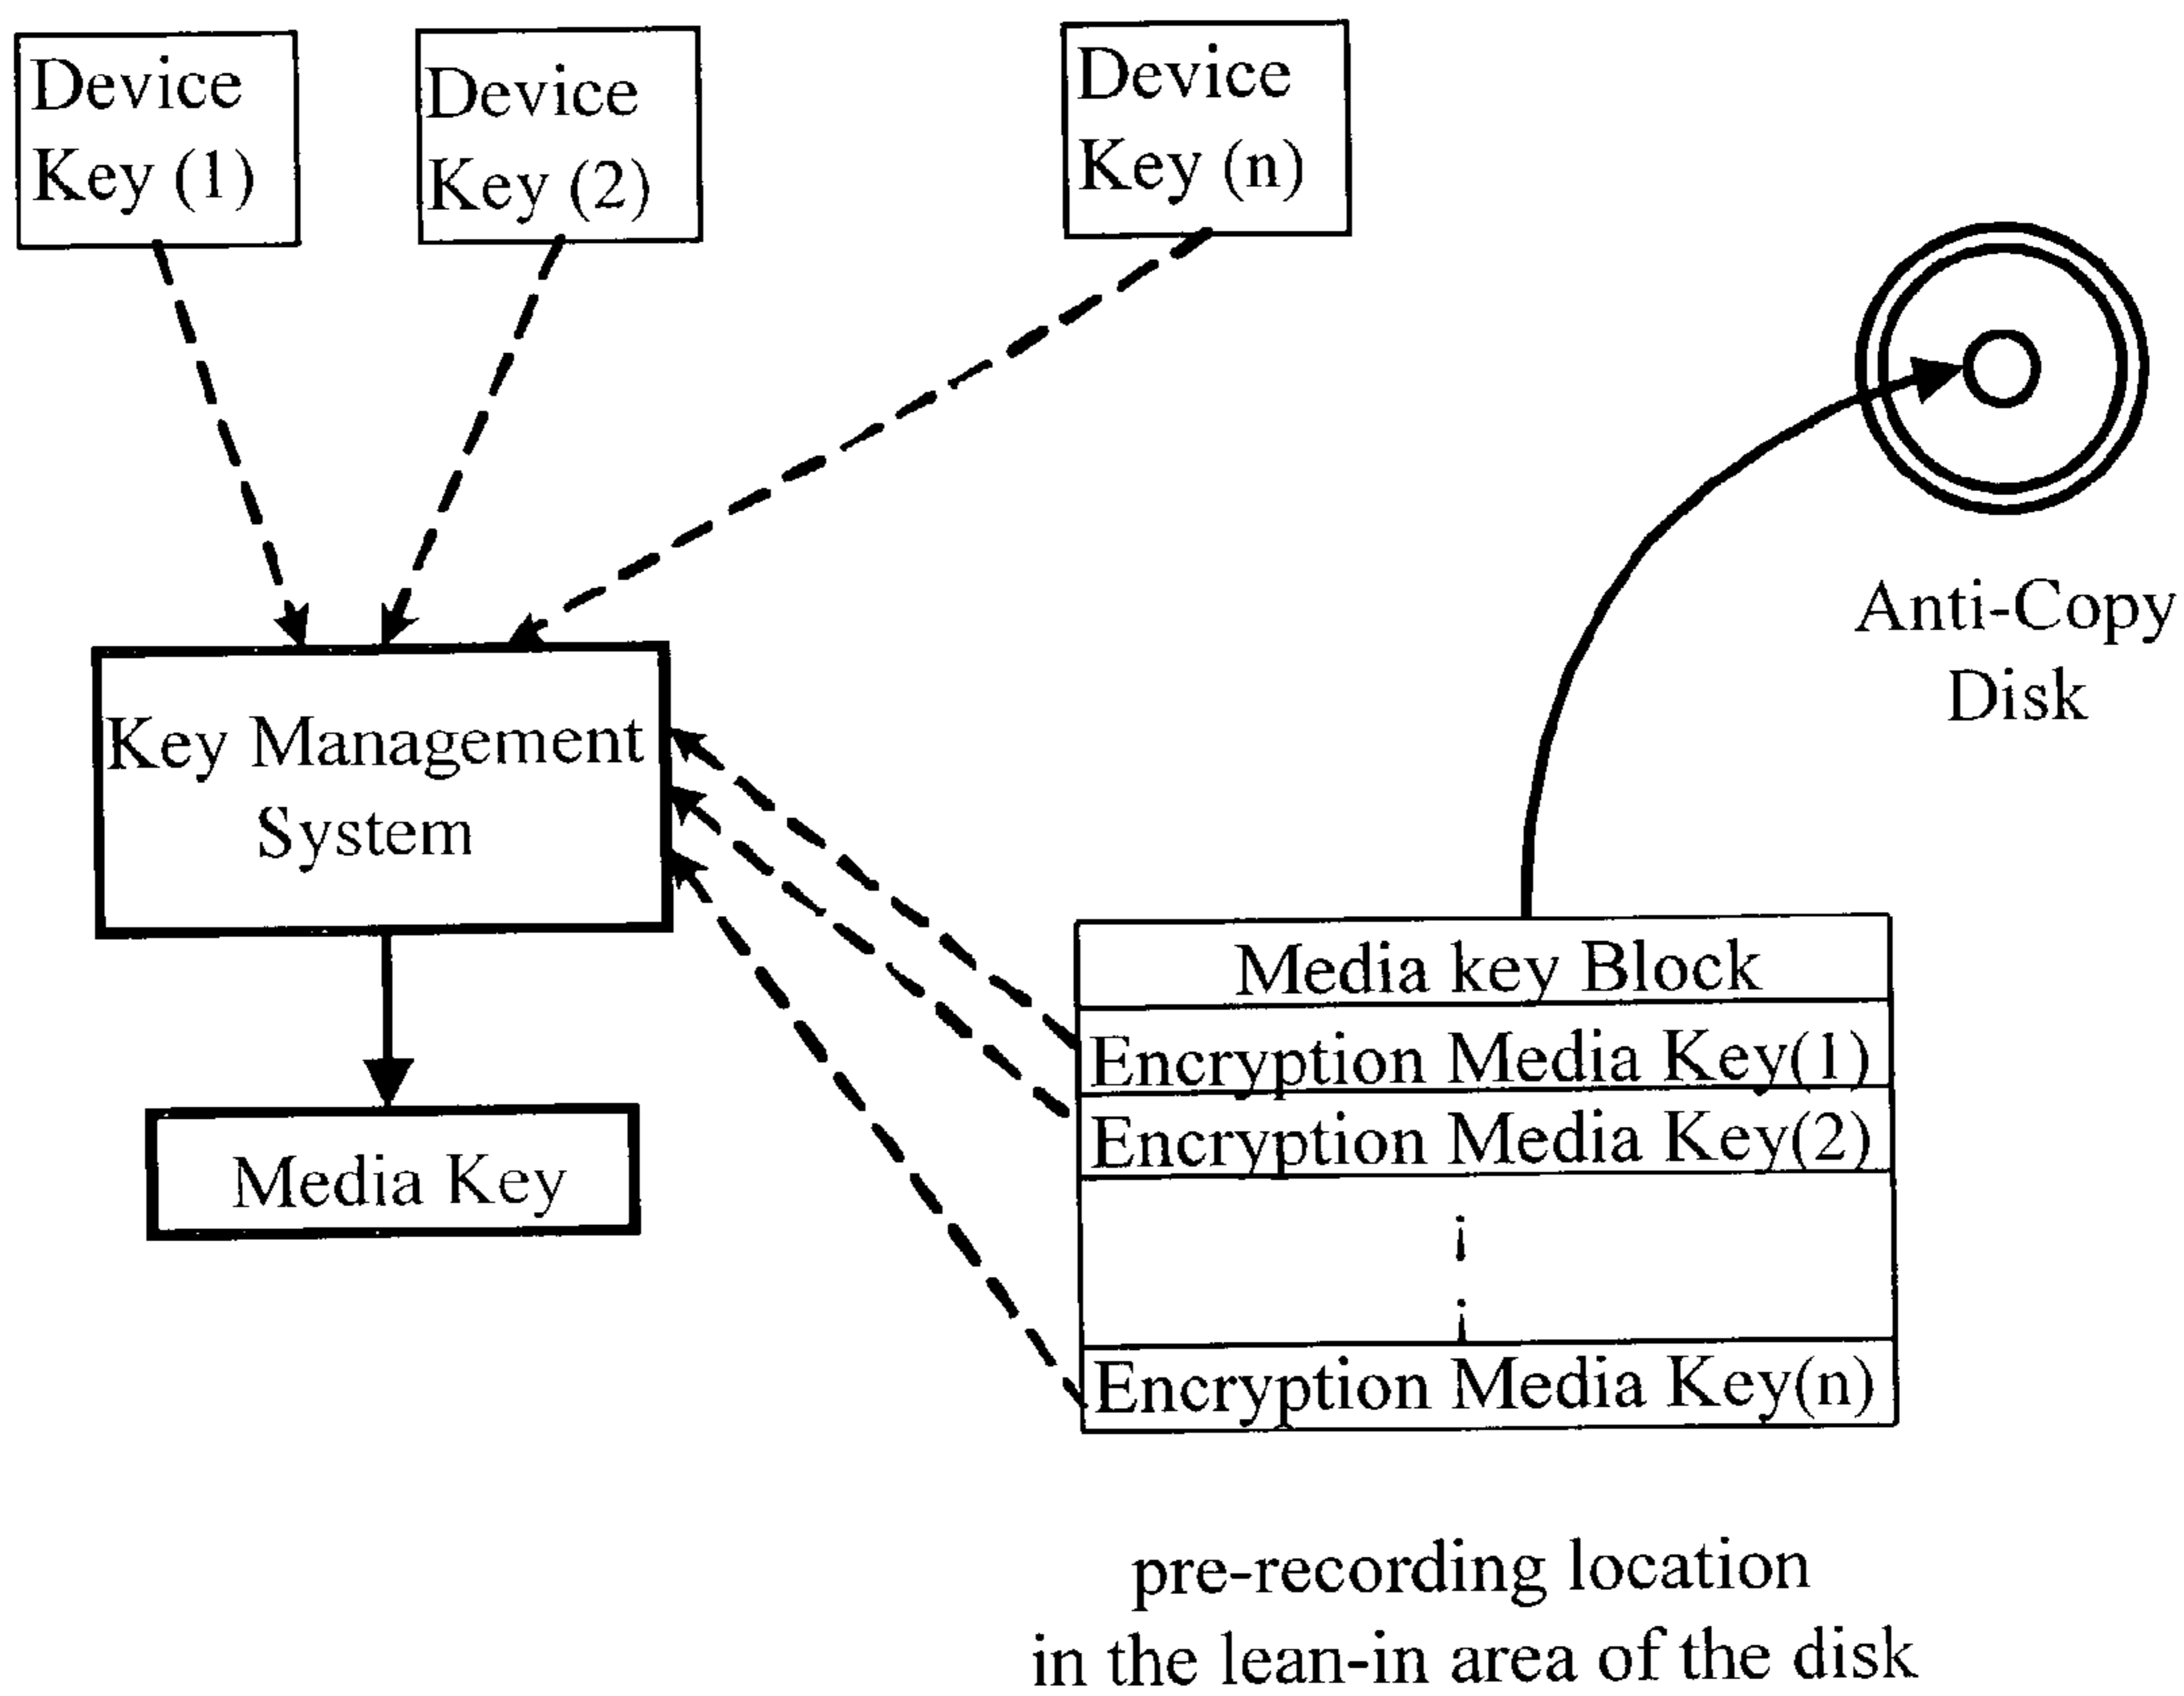 Device
Key (1)
Device
Key (2)
Device
Key (n)
Anti-Copy
Disk
Key Management
System
Media Key
Media key Block
Encryption Media Key(1)
Encryption Media Key(2)
Encryption Media Key(n)
pre-recording location
in the lean-in area of the disk